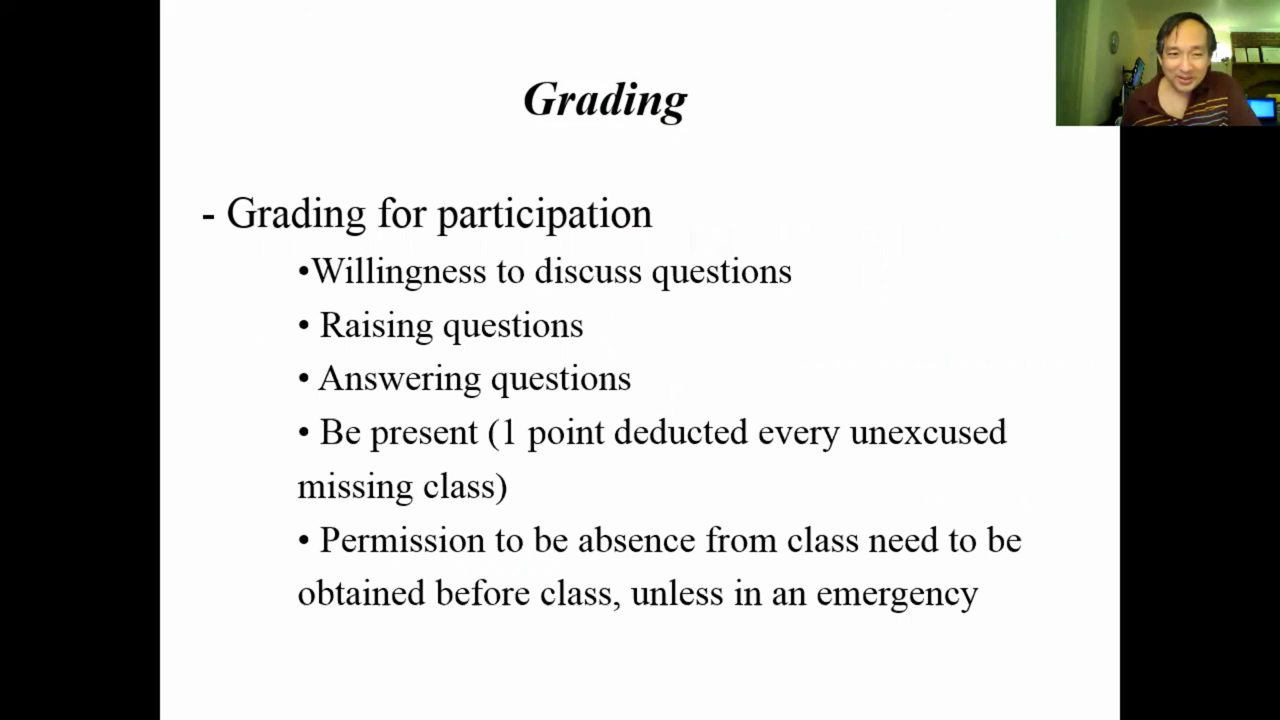 Grading
- Grading for participation
•Willingness to discuss questions
• Raising questions
• Answering questions
• Be present (1 point deducted every unexcused
missing class)
• Permission to be absence from class need to be
obtained before class, unless in an emergency